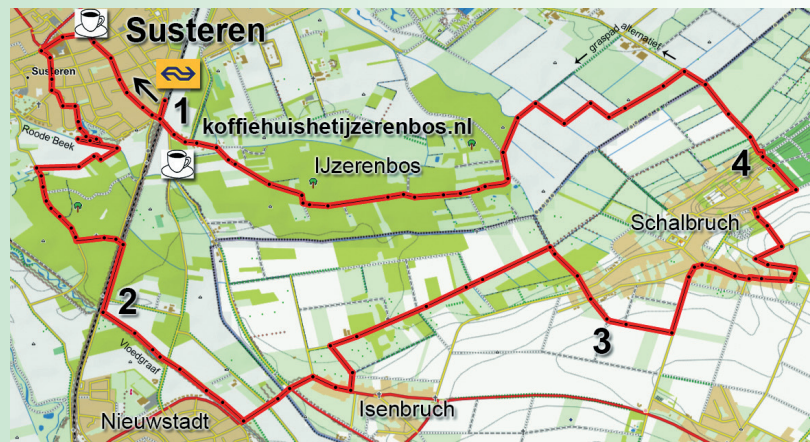 Susteren
graspad alternatief
Susteren
1
koffiehuishetijzerenbos.nl
Roode Beek
IJzerenbos
4
Schalbruch
2
3
Vloedgraaf
Isenbruch
Nieuwstadt